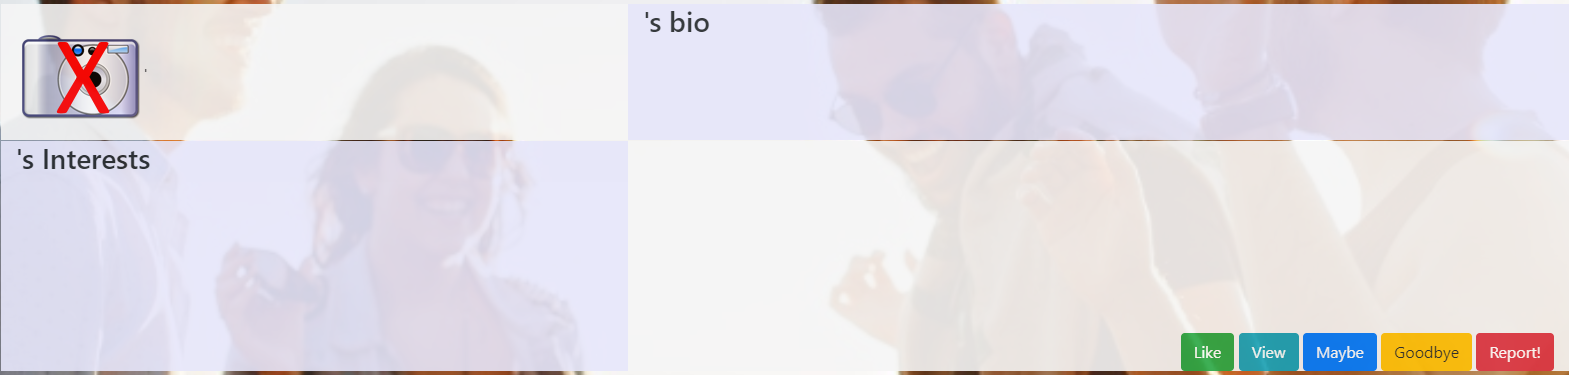 's bio
'
's Interests
Like View Maybe Goodbye Report!